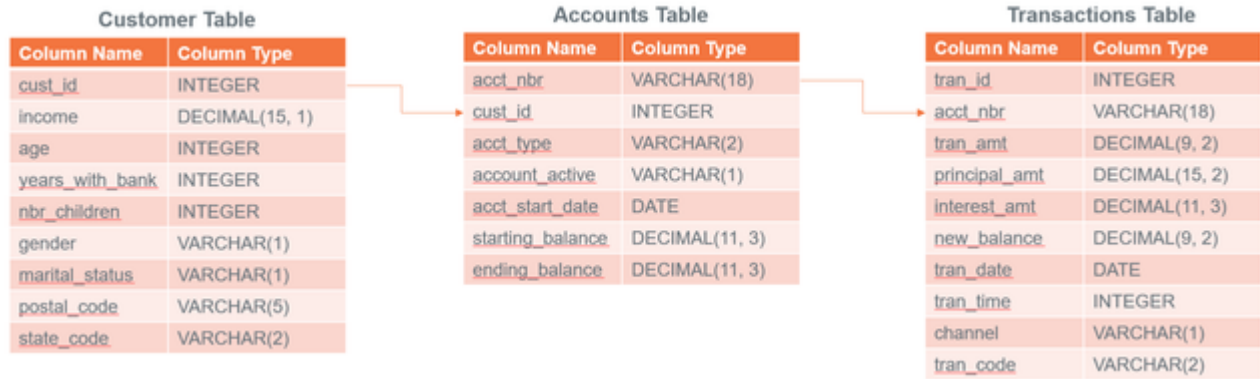 Customer Table
Column Name Column Type
cust_id INTEGER
income DECIMAL(15, 1)
age INTEGER
years_with_bank INTEGER
nbr_children INTEGER
gender VARCHAR(1)
marital_status VARCHAR(1)
postal_code VARCHAR(5)
state_code VARCHAR(2)
Accounts Table
Column Name Column Type
acct_nbr VARCHAR(18)
cust_id INTEGER
acct_type VARCHAR(2)
account_active VARCHAR(1)
acct_start_date DATE
starting_balance DECIMAL(11, 3)
ending_balance DECIMAL(11, 3)
Transactions Table
Column Name Column Type
tran_id INTEGER
acct_nbr VARCHAR(18)
tran_amt DECIMAL(9, 2)
principal_amt DECIMAL(15, 2)
interest_amt DECIMAL(11, 3)
new_balance DECIMAL(9, 2)
tran_date DATE
tran_time INTEGER
channel VARCHAR(1)
tran_code VARCHAR(2)